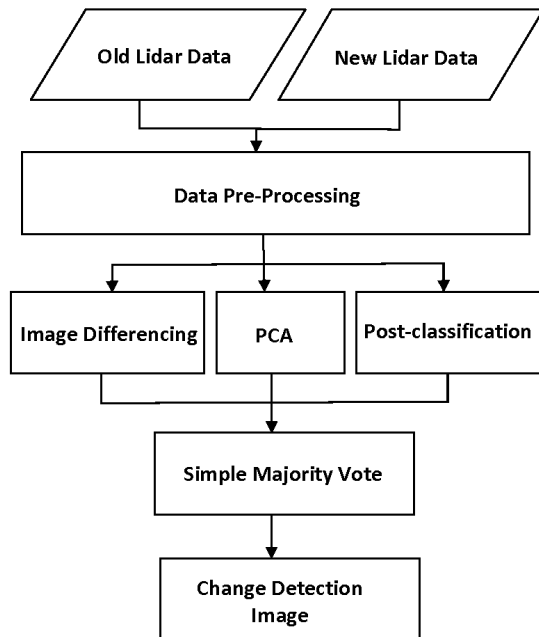 Old Lidar Data
New Lidar Data
Data Pre-Processing
Image Differencing
PCA
Post-classification
Simple Majority Vote
Change Detection
Image